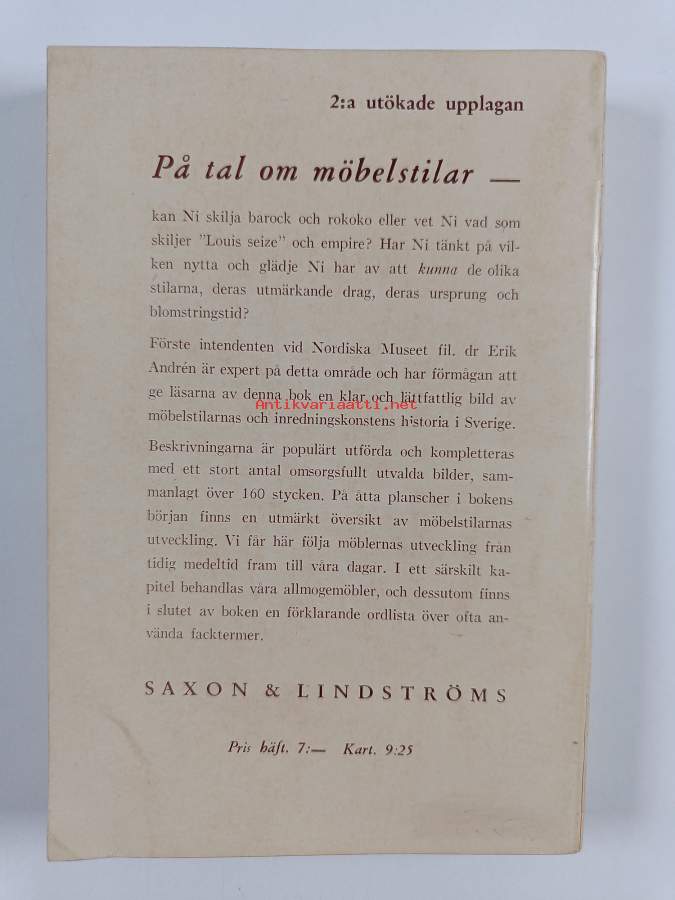 2:a utökade upplagan
På tal om möbelstilar —
kan Ni skilja barock och rokoko eller vet Ni vad som
skiljer ”Louis seize” och empire? Har Ni tänkt på vil-
ken nytta och glädje Ni har av att kunna de olika
stilarna, deras utmärkande drag, deras ursprung och
blomstringstid?
Förste intendenten vid Nordiska Museet fil. dr Erik
Andrén är expert på detta område och har förmågan att
ge läsarna av denna bok en klar och lättfattlig bild av
Antikvariaatti.net
möbelstilarnas och inredningskonstens historia i Sverige.
Beskrivningarna är populärt utförda och kompletteras
med ett stort antal omsorgsfullt utvalda bilder, sam-
manlagt över 160 stycken. På åtta planscher i bokens
början finns en utmärkt översikt av möbelstilarnas
utveckling. Vi får här följa möblernas utveckling från
tidig medeltid fram till våra dagar. I ett särskilt ka-
pitel behandlas våra allmogemöbler, och dessutom finns
i slutet av boken en förklarande ordlista över ofta an-
vända facktermer.
SAXON & LINDSTRÖMS
Pris häft. 7:— Kart. 9:25